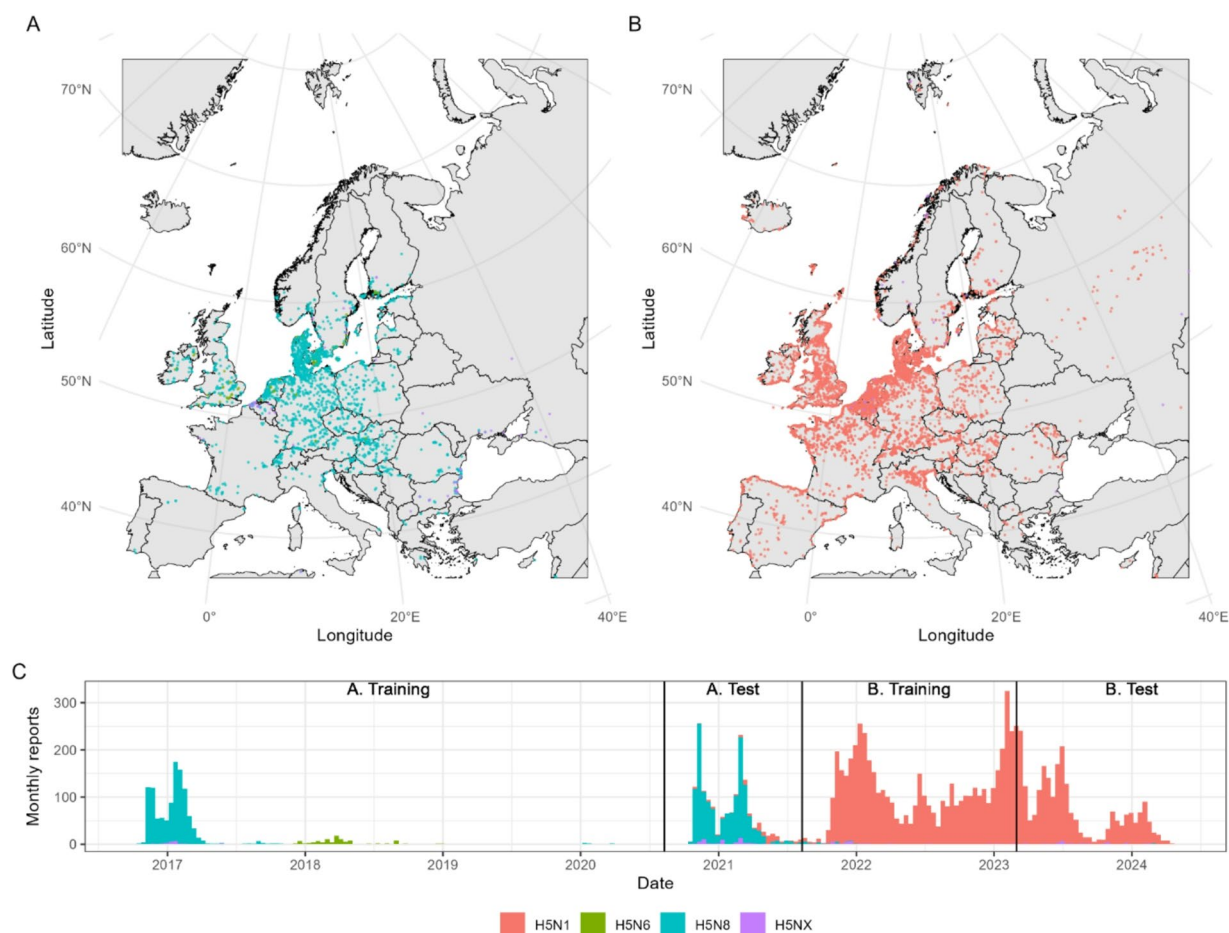 A
B
70°N
60°N
50°N
40°N
Latitude
0°
20°E
40°E
Longitude
70°N
60°N
50°N
40°N
Latitude
0°
20°E
40°E
Longitude
C
A. Training
A. Test
B. Training
B. Test
300
200
100
0
Monthly reports
2017
2018
2019
2020
2021
2022
2023
2024
Date
H5N1
H5N6
H5N8
H5NX